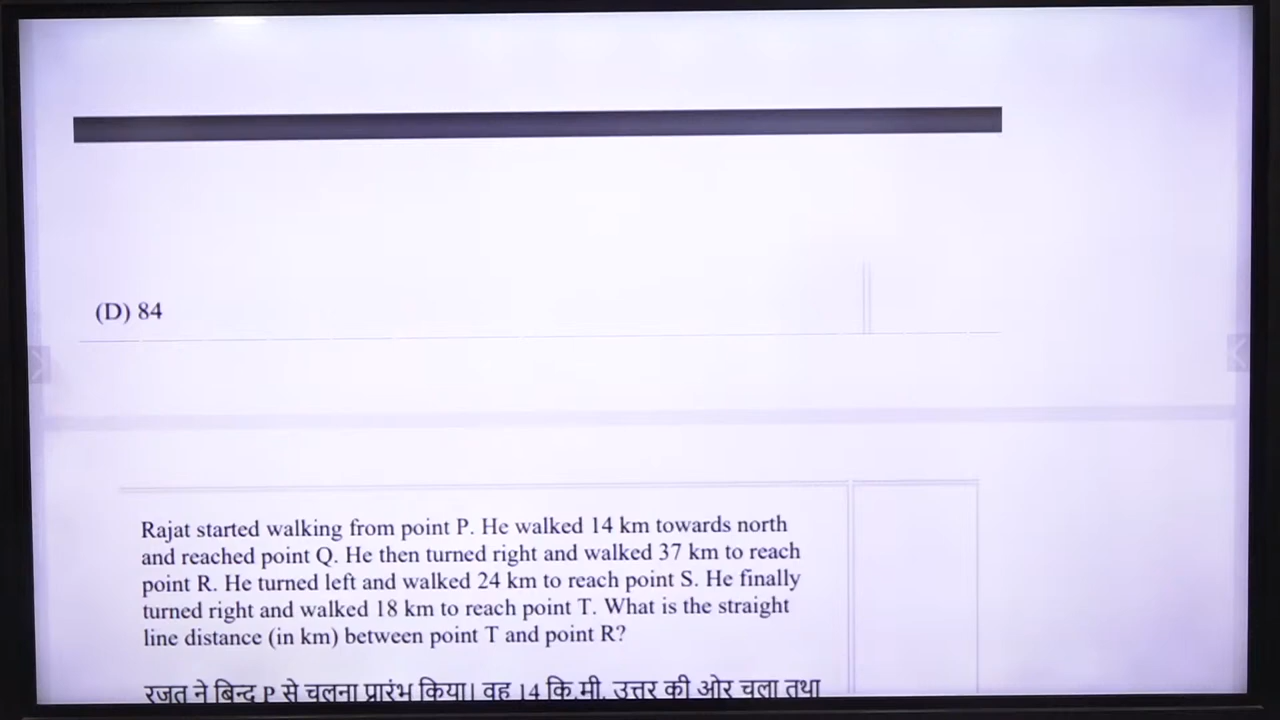 (D) 84
Rajat started walking from point P. He walked 14 km towards north
and reached point Q. He then turned right and walked 37 km to reach
point R. He turned left and walked 24 km to reach point S. He finally
turned right and walked 18 km to reach point T. What is the straight
line distance (in km) between point T and point R?
रजत ने बिन्दु P से चलना प्रारंभ किया। वह 14 कि.मी. उत्तर की ओर चला तथा